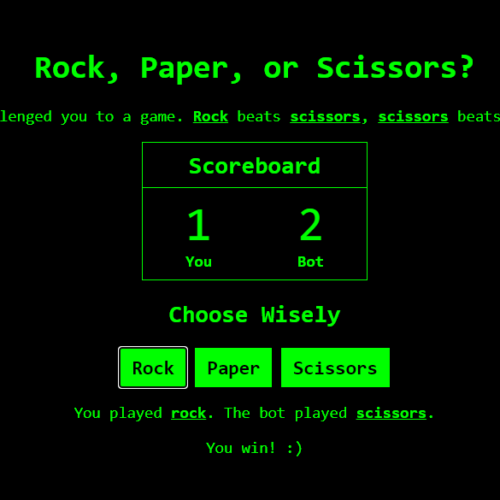 Rock, Paper, or Scissors?
lenged you to a game. Rock beats scissors, scissors beats
Scoreboard
1 2
You Bot
Choose Wisely
Rock Paper Scissors
You played rock. The bot played scissors.
You win! :)